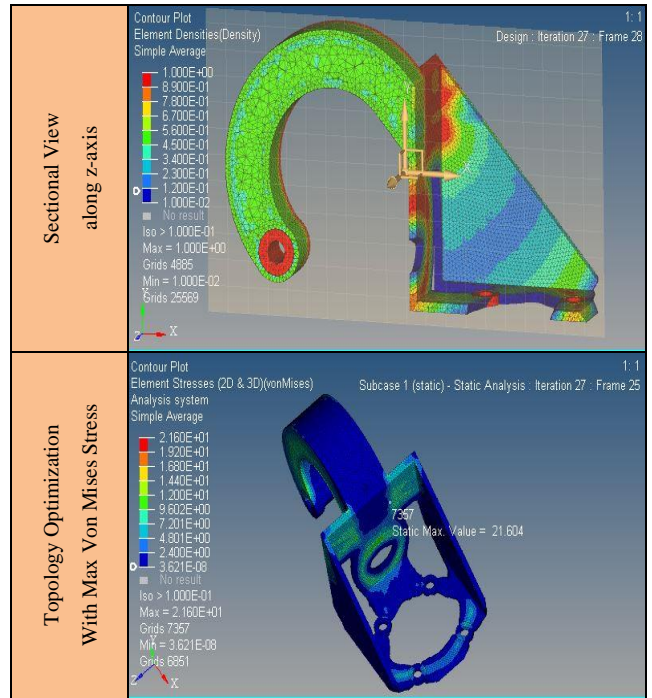 Sectional View
along z-axis
Contour Plot
Element Densities(Density)
Simple Average
1: 1
Design : Iteration 27 : Frame 28
1.000E+00
8.900E-01
7.800E-01
6.700E-01
5.600E-01
4.500E-01
3.400E-01
2.300E-01
1.200E-01
1.000E-02
No result
Iso > 1.000E-01
Max = 1.000E+00
Grids 4885
Min = 1.000E-02
Grids 25569
Y
Z
X
Topology Optimization
With Max Von Mises Stress
Contour Plot
Element Stresses (2D & 3D)(vonMises)
Analysis system
Simple Average
1: 1
Subcase 1 (static) - Static Analysis : Iteration 27 : Frame 25
2.160E+01
1.920E+01
1.680E+01
1.440E+01
1.200E+01
9.602E+00
7.201E+00
4.801E+00
2.400E+00
3.621E-08
No result
Iso > 1.000E-01
Max = 2.160E+01
Grids 7357
Min = 3.621E-08
Grids 6851
7357
Static Max. Value = 21.604
Y
Z
X